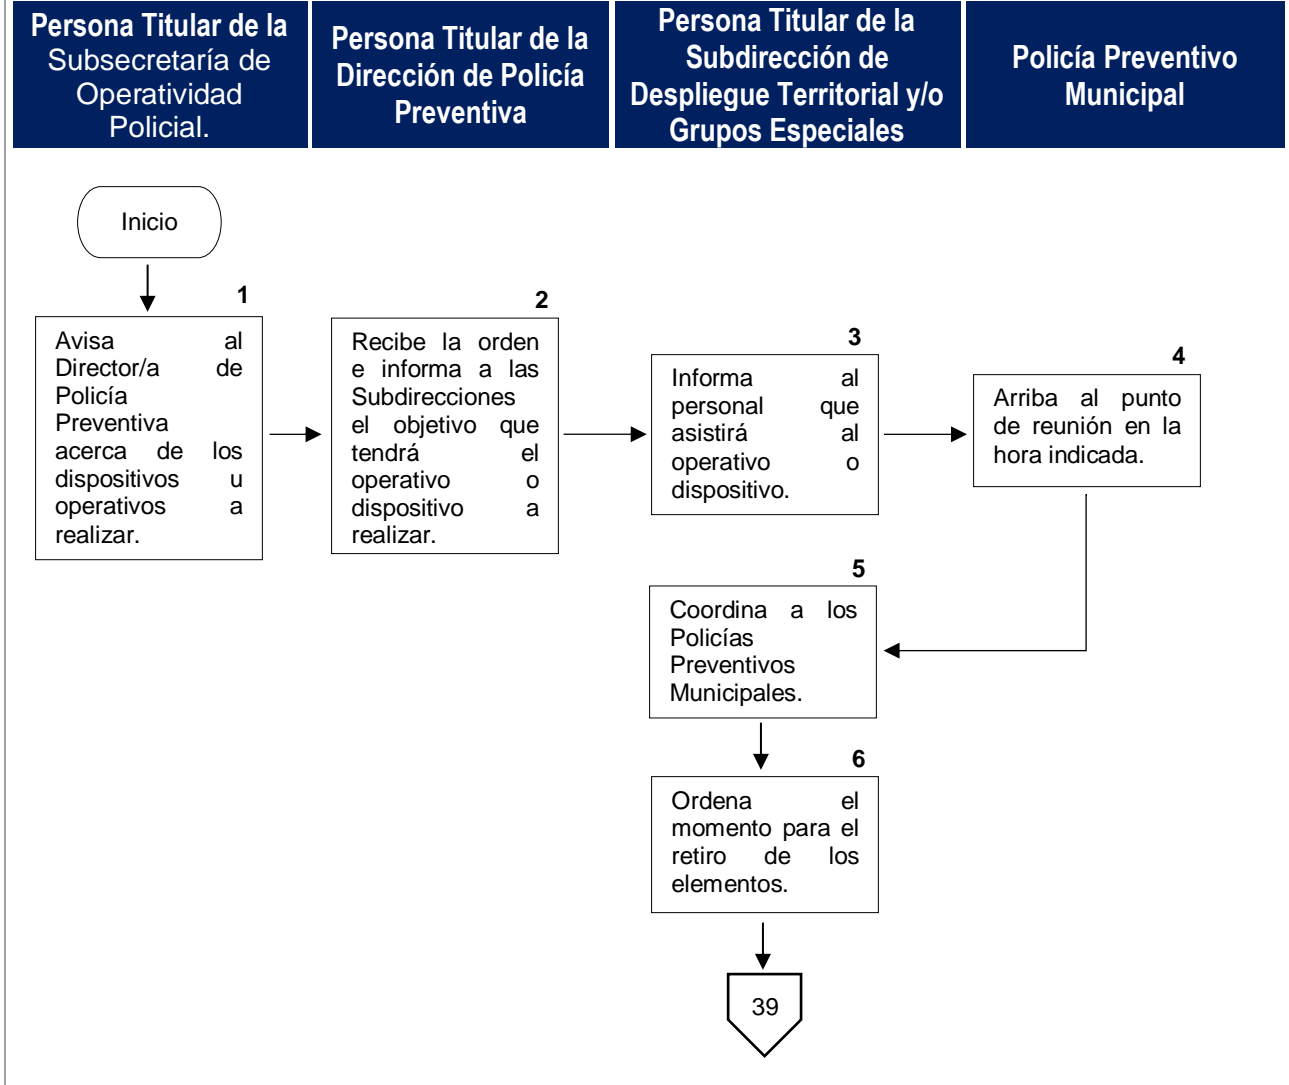 Persona Titular de la
Subsecretaría de
Operatividad
Policial.
Persona Titular de la
Dirección de Policía
Preventiva
Persona Titular de la
Subdirección de
Despliegue Territorial y/o
Grupos Especiales
Policía Preventivo
Municipal
Inicio
1
Avisa al
Director/a de
Policía
Preventiva
acerca de los
dispositivos u
operativos a
realizar.
2
Recibe la orden
e informa a las
Subdirecciones
el objetivo que
tendrá el
operativo o
dispositivo a
realizar.
3
Informa al
personal que
asistirá al
operativo o
dispositivo.
4
Arriba al punto
de reunión en la
hora indicada.
5
Coordina a los
Policías
Preventivos
Municipales.
6
Ordena el
momento para el
retiro de los
elementos.
39